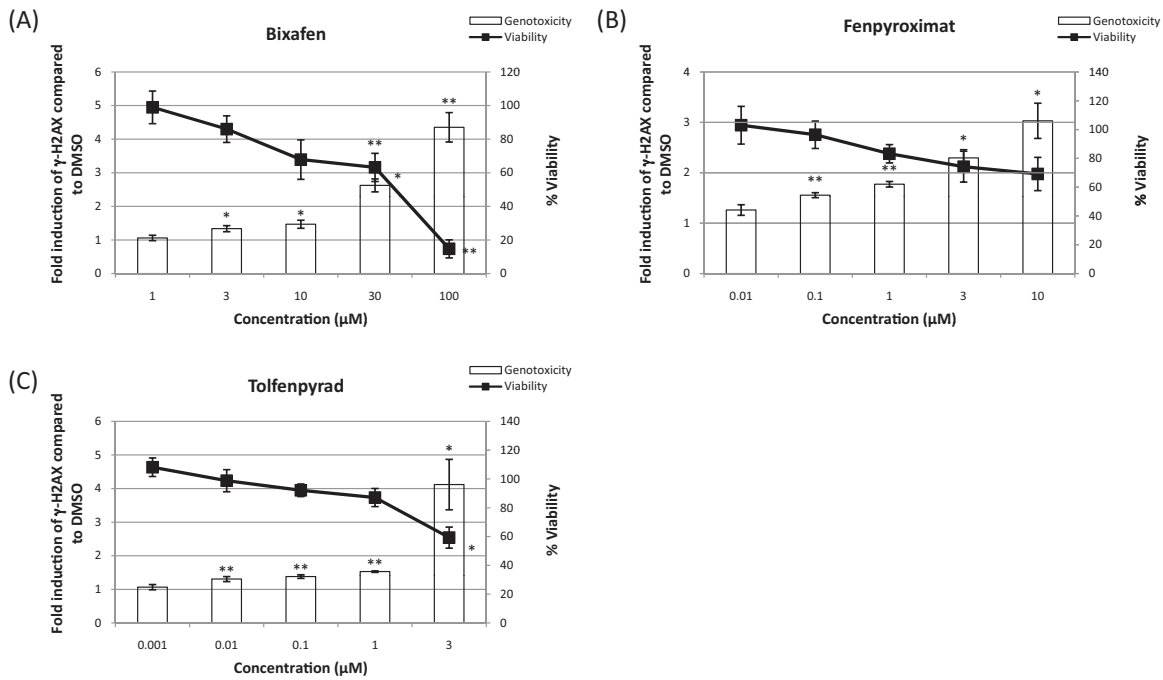 (A)
Bixafen
Genotoxicity
Viability
Fold induction of γ-H2AX compared
to DMSO
6
5
4
3
2
1
0
120
100
80
60
40
20
0
% Viability
*
*
**
*
**
**
1 3 10 30 100
Concentration (µM)
(B)
Fenpyroximat
Genotoxicity
Viability
Fold induction of γ-H2AX compared
to DMSO
4
3
2
1
0
140
120
100
80
60
40
20
0
% Viability
**
**
*
*
0.01 0.1 1 3 10
Concentration (µM)
(C)
Tolfenpyrad
Genotoxicity
Viability
Fold induction of γ-H2AX compared
to DMSO
6
5
4
3
2
1
0
140
120
100
80
60
40
20
0
% Viability
**
**
**
*
*
0.001 0.01 0.1 1 3
Concentration (µM)